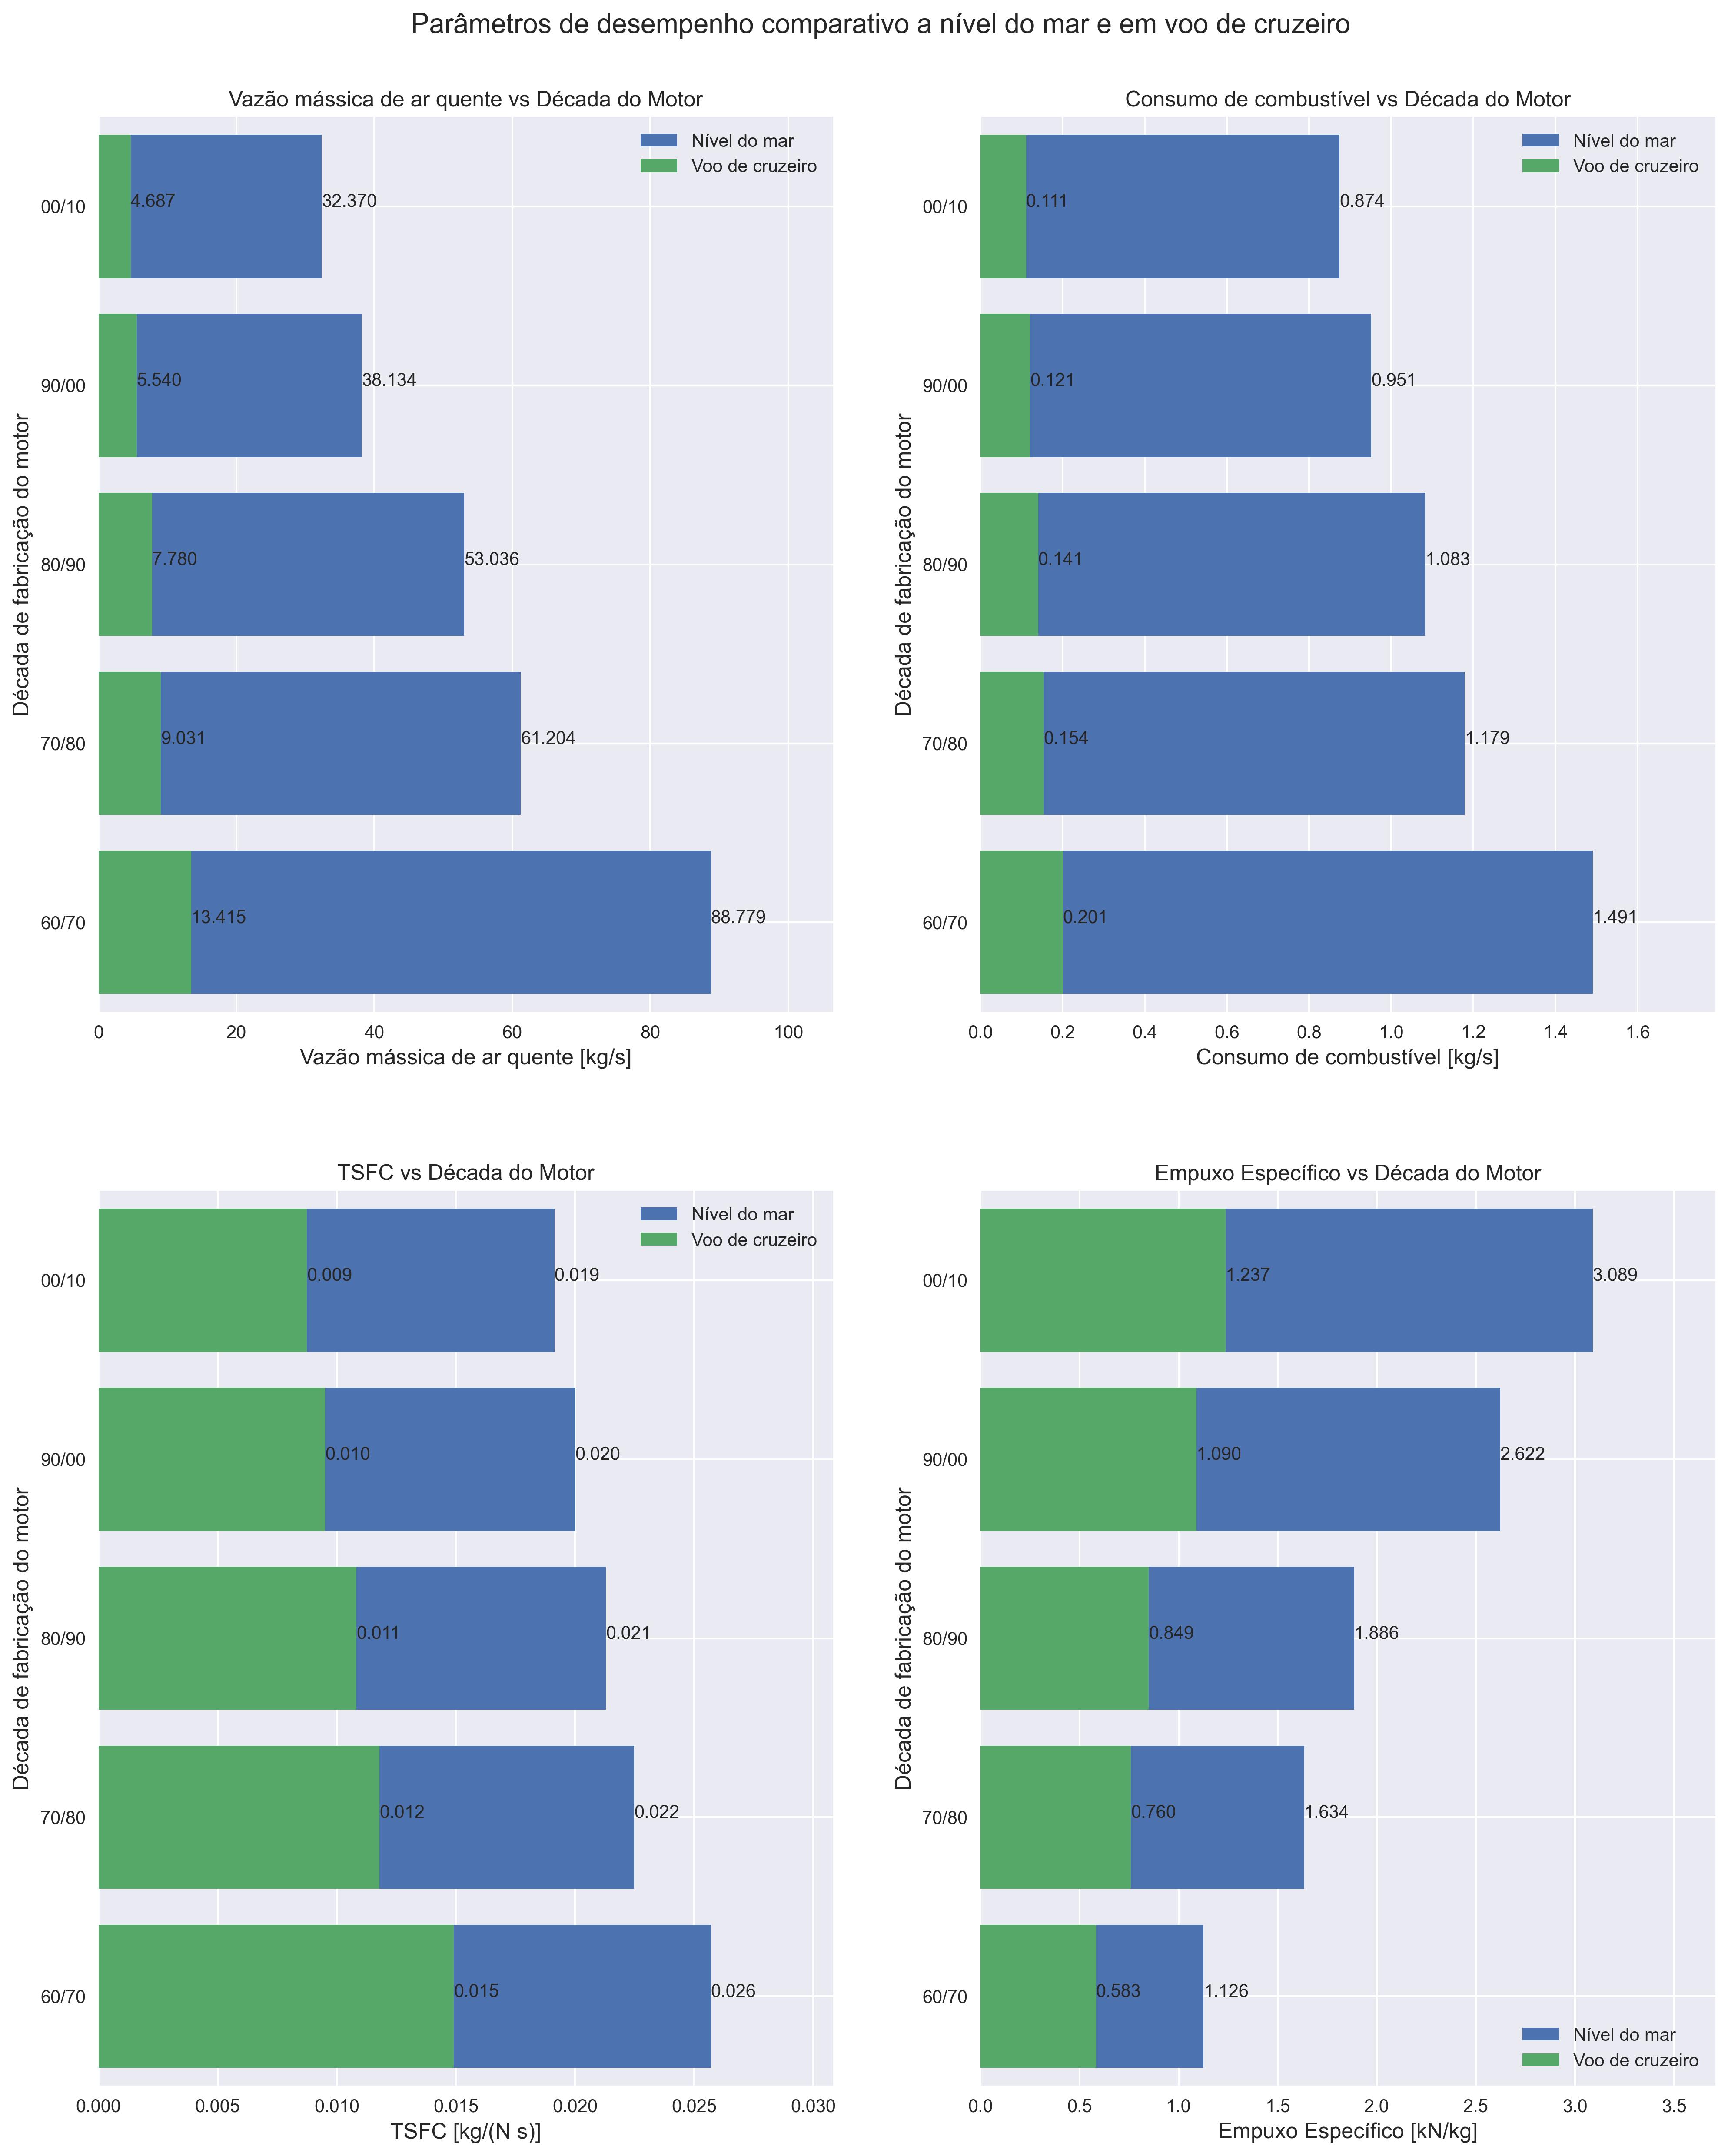 Parâmetros de desempenho comparativo a nível do mar e em voo de cruzeiro
Vazão mássica de ar quente vs Década do Motor
Nível do mar
Voo de cruzeiro
00/10
4.687
32.370
90/00
5.540
38.134
80/90
7.780
53.036
70/80
9.031
61.204
60/70
13.415
88.779
0 20 40 60 80 100
Vazão mássica de ar quente [kg/s]
Década de fabricação do motor
Consumo de combustível vs Década do Motor
Nível do mar
Voo de cruzeiro
00/10
0.111
0.874
90/00
0.121
0.951
80/90
0.141
1.083
70/80
0.154
1.179
60/70
0.201
1.491
0.0 0.2 0.4 0.6 0.8 1.0 1.2 1.4 1.6
Consumo de combustível [kg/s]
Década de fabricação do motor
TSFC vs Década do Motor
Nível do mar
Voo de cruzeiro
00/10
0.009
0.019
90/00
0.010
0.020
80/90
0.011
0.021
70/80
0.012
0.022
60/70
0.015
0.026
0.000 0.005 0.010 0.015 0.020 0.025 0.030
TSFC [kg/(N s)]
Década de fabricação do motor
Empuxo Específico vs Década do Motor
00/10
1.237
3.089
90/00
1.090
2.622
80/90
0.849
1.886
70/80
0.760
1.634
60/70
0.583
1.126
Nível do mar
Voo de cruzeiro
0.0 0.5 1.0 1.5 2.0 2.5 3.0 3.5
Empuxo Específico [kN/kg]
Década de fabricação do motor